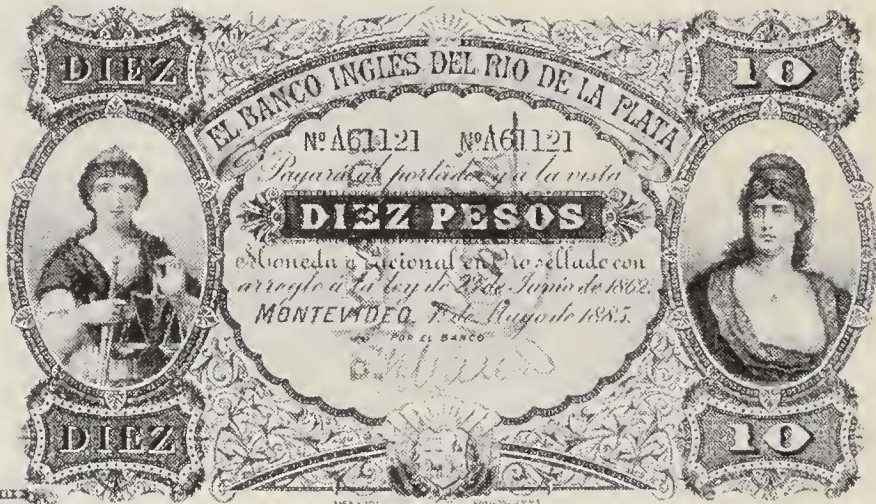 DIEZ 10
EL BANCO INGLES DEL RIO DE LA PLATA
Nº A61121 Nº A61121
Pagará al portador y a la vista
DIEZ PESOS
Moneda nacional en oro sellado con
arreglo a la ley de 23 de Junio de 1862.
MONTEVIDEO, de Mayo de 1885.
POR EL BANCO
DIEZ 10